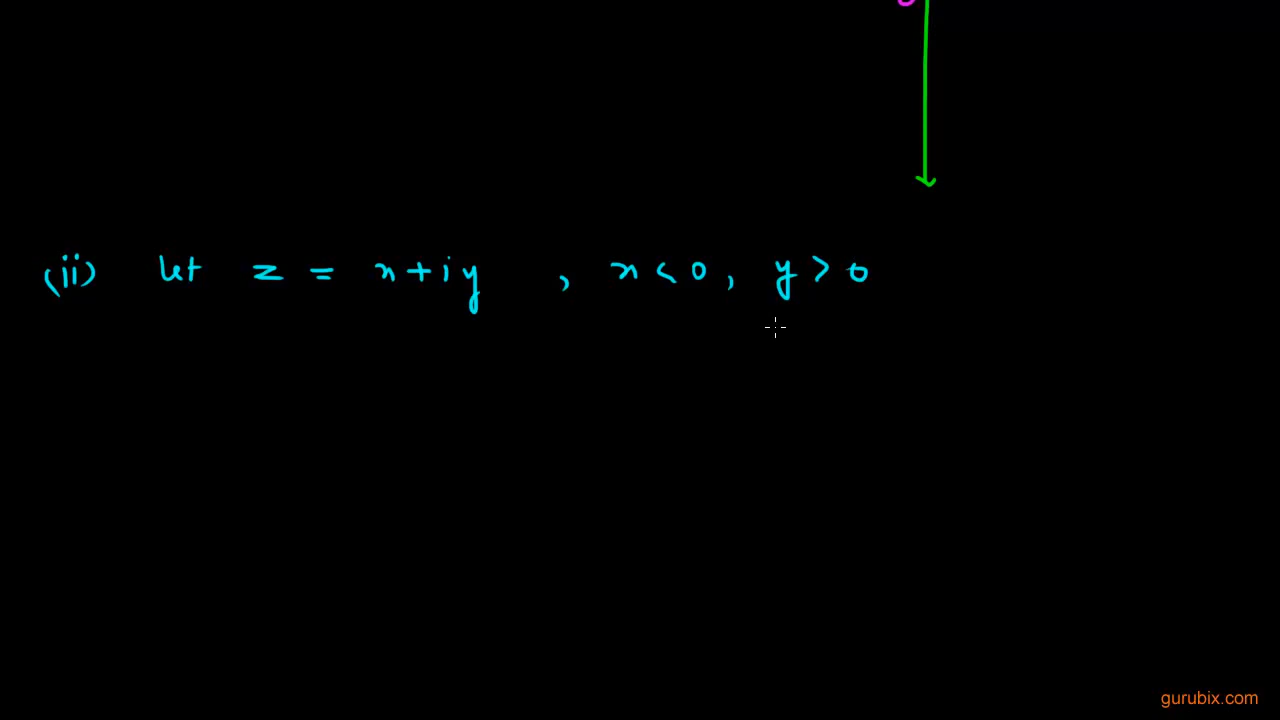 (ii) let z = x + iy , x < 0, y > 0
gurubix.com